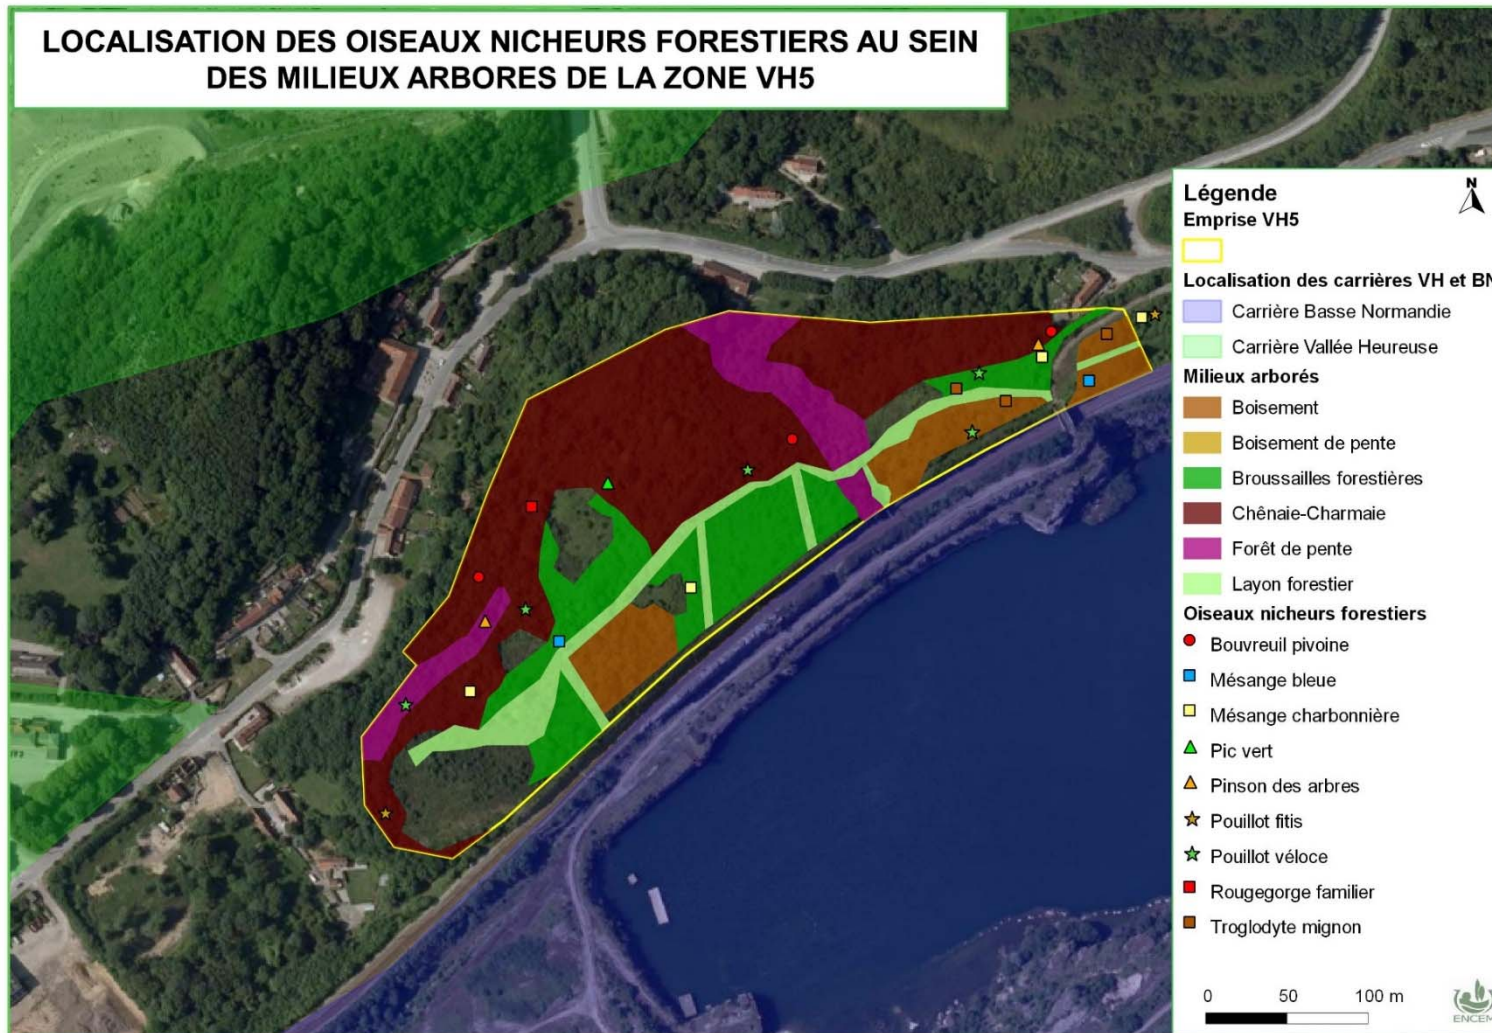 LOCALISATION DES OISEAUX NICHEURS FORESTIERS AU SEIN
DES MILIEUX ARBORES DE LA ZONE VH5
Légende
N
Emprise VH5
Localisation des carrières VH et BN
Carrière Basse Normandie
Carrière Vallée Heureuse
Milieux arborés
Boisement
Boisement de pente
Broussailles forestières
Chênaie-Charmaie
Forêt de pente
Layon forestier
Oiseaux nicheurs forestiers
Bouvreuil pivoine
Mésange bleue
Mésange charbonnière
Pic vert
Pinson des arbres
Pouillot fitis
Pouillot véloce
Rougegorge familier
Troglodyte mignon
0 50 100 m
ENCEM